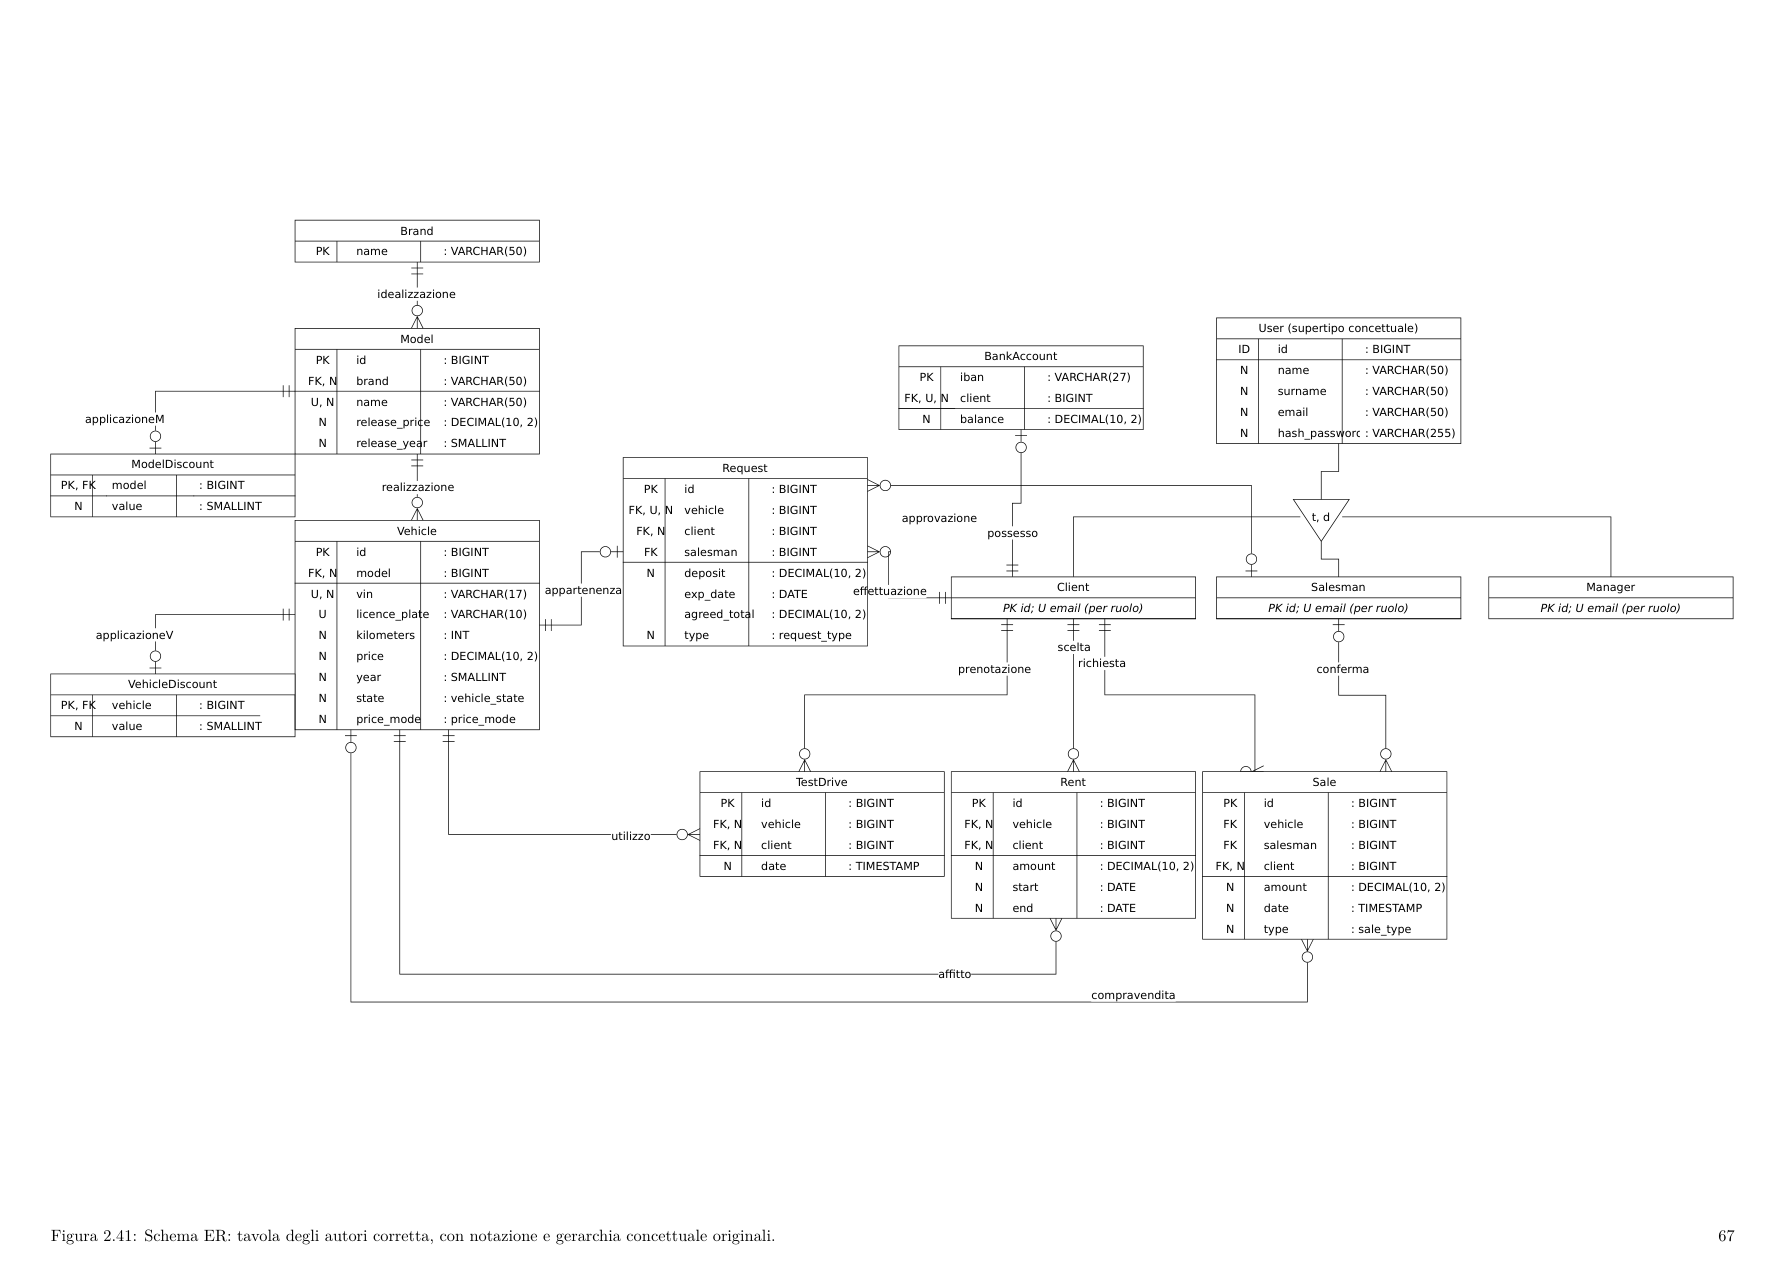 Brand
PK name : VARCHAR(50)
idealizzazione
Model
PK id : BIGINT
FK, N brand : VARCHAR(50)
U, N name : VARCHAR(50)
N release_price : DECIMAL(10, 2)
N release_year : SMALLINT
applicazioneM
ModelDiscount
PK, FK model : BIGINT
N value : SMALLINT
realizzazione
Vehicle
PK id : BIGINT
FK, N model : BIGINT
U, N vin : VARCHAR(17)
U licence_plate : VARCHAR(10)
N kilometers : INT
N price : DECIMAL(10, 2)
N year : SMALLINT
N state : vehicle_state
N price_mode : price_mode
applicazioneV
VehicleDiscount
PK, FK vehicle : BIGINT
N value : SMALLINT
appartenenza
Request
PK id : BIGINT
FK, U, N vehicle : BIGINT
FK, N client : BIGINT
FK salesman : BIGINT
N deposit : DECIMAL(10, 2)
exp_date : DATE
agreed_total : DECIMAL(10, 2)
N type : request_type
BankAccount
PK iban : VARCHAR(27)
FK, U, N client : BIGINT
N balance : DECIMAL(10, 2)
User (supertipo concettuale)
ID id : BIGINT
N name : VARCHAR(50)
N surname : VARCHAR(50)
N email : VARCHAR(50)
N hash_password : VARCHAR(255)
t, d
approvazione
possesso
effettuazione
Client
PK id; U email (per ruolo)
Salesman
PK id; U email (per ruolo)
Manager
PK id; U email (per ruolo)
prenotazione
scelta
richiesta
conferma
TestDrive
PK id : BIGINT
FK, N vehicle : BIGINT
FK, N client : BIGINT
N date : TIMESTAMP
Rent
PK id : BIGINT
FK, N vehicle : BIGINT
FK, N client : BIGINT
N amount : DECIMAL(10, 2)
N start : DATE
N end : DATE
Sale
PK id : BIGINT
FK vehicle : BIGINT
FK salesman : BIGINT
FK, N client : BIGINT
N amount : DECIMAL(10, 2)
N date : TIMESTAMP
N type : sale_type
utilizzo
affitto
compravendita
Figura 2.41: Schema ER: tavola degli autori corretta, con notazione e gerarchia concettuale originali.
67